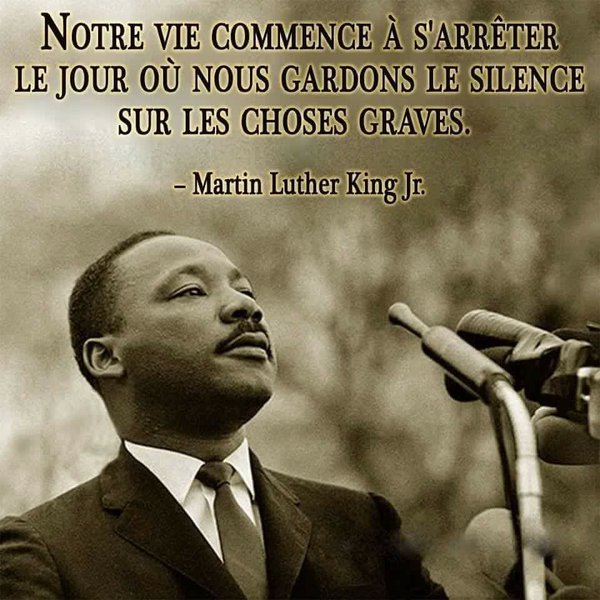 NOTRE VIE COMMENCE À S'ARRÊTER
LE JOUR OÙ NOUS GARDONS LE SILENCE
SUR LES CHOSES GRAVES.
– Martin Luther King Jr.